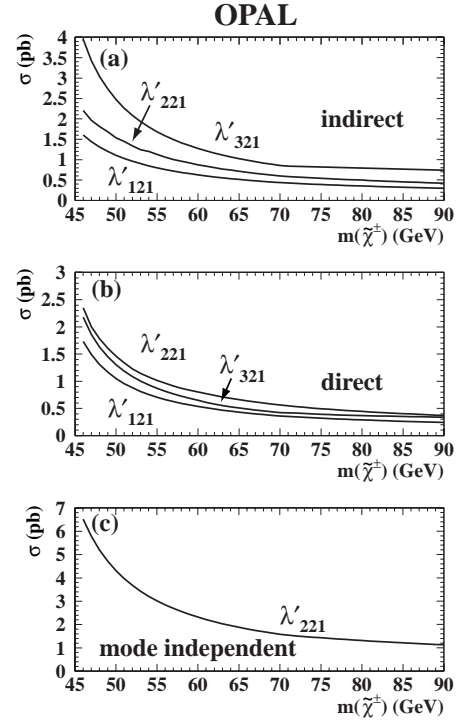 OPAL
σ (pb)
4
3.5
3
2.5
2
1.5
1
0.5
0
(a)
λ′221
λ′321
λ′121
indirect
45 50 55 60 65 70 75 80 85 90
m(χ̃±) (GeV)
σ (pb)
3
2.5
2
1.5
1
0.5
0
(b)
λ′221
λ′321
λ′121
direct
45 50 55 60 65 70 75 80 85 90
m(χ̃±) (GeV)
σ (pb)
7
6
5
4
3
2
1
0
(c)
λ′221
mode independent
45 50 55 60 65 70 75 80 85 90
m(χ̃±) (GeV)